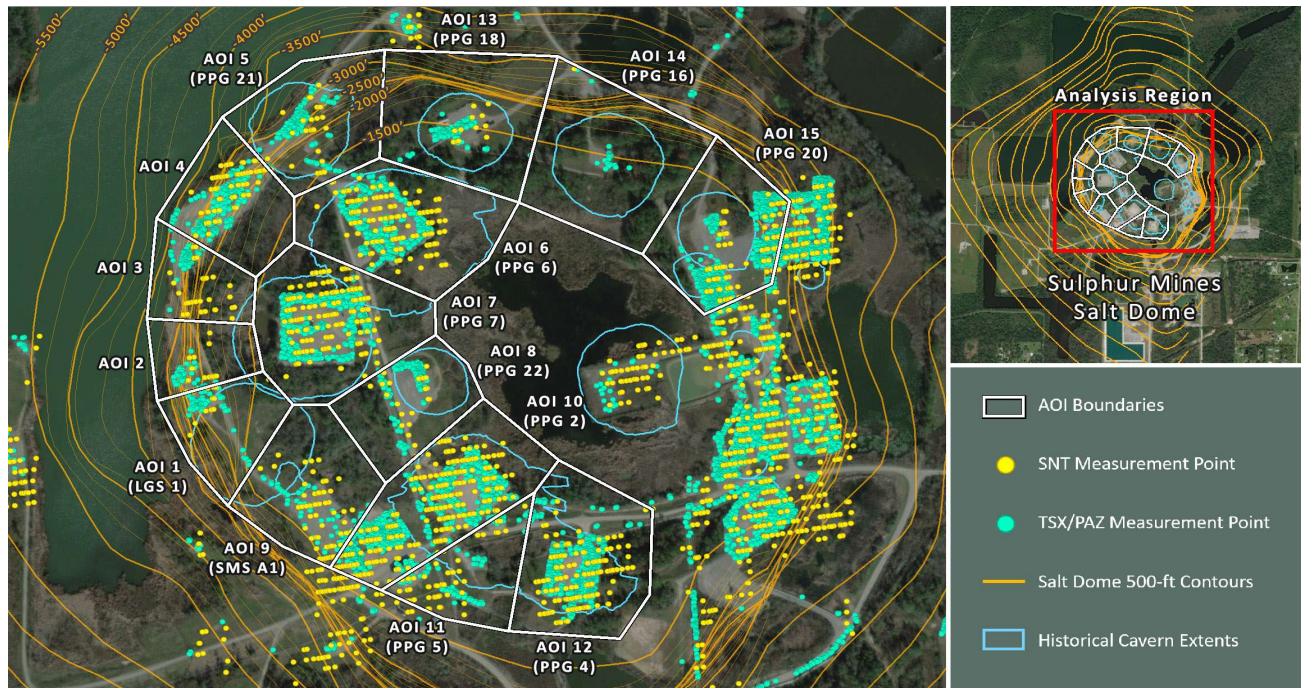 -5500'
-5000'
-4500'
-4000'
-3500'
-3000'
-2500'
-2000'
-1500'
AOI 13
(PPG 18)
AOI 5
(PPG 21)
AOI 14
(PPG 16)
AOI 15
(PPG 20)
AOI 4
AOI 3
AOI 2
AOI 6
(PPG 6)
AOI 7
(PPG 7)
AOI 8
(PPG 22)
AOI 10
(PPG 2)
AOI 1
(LGS 1)
AOI 9
(SMS A1)
AOI 11
(PPG 5)
AOI 12
(PPG 4)
Analysis Region
Sulphur Mines
Salt Dome
AOI Boundaries
SNT Measurement Point
TSX/PAZ Measurement Point
Salt Dome 500-ft Contours
Historical Cavern Extents